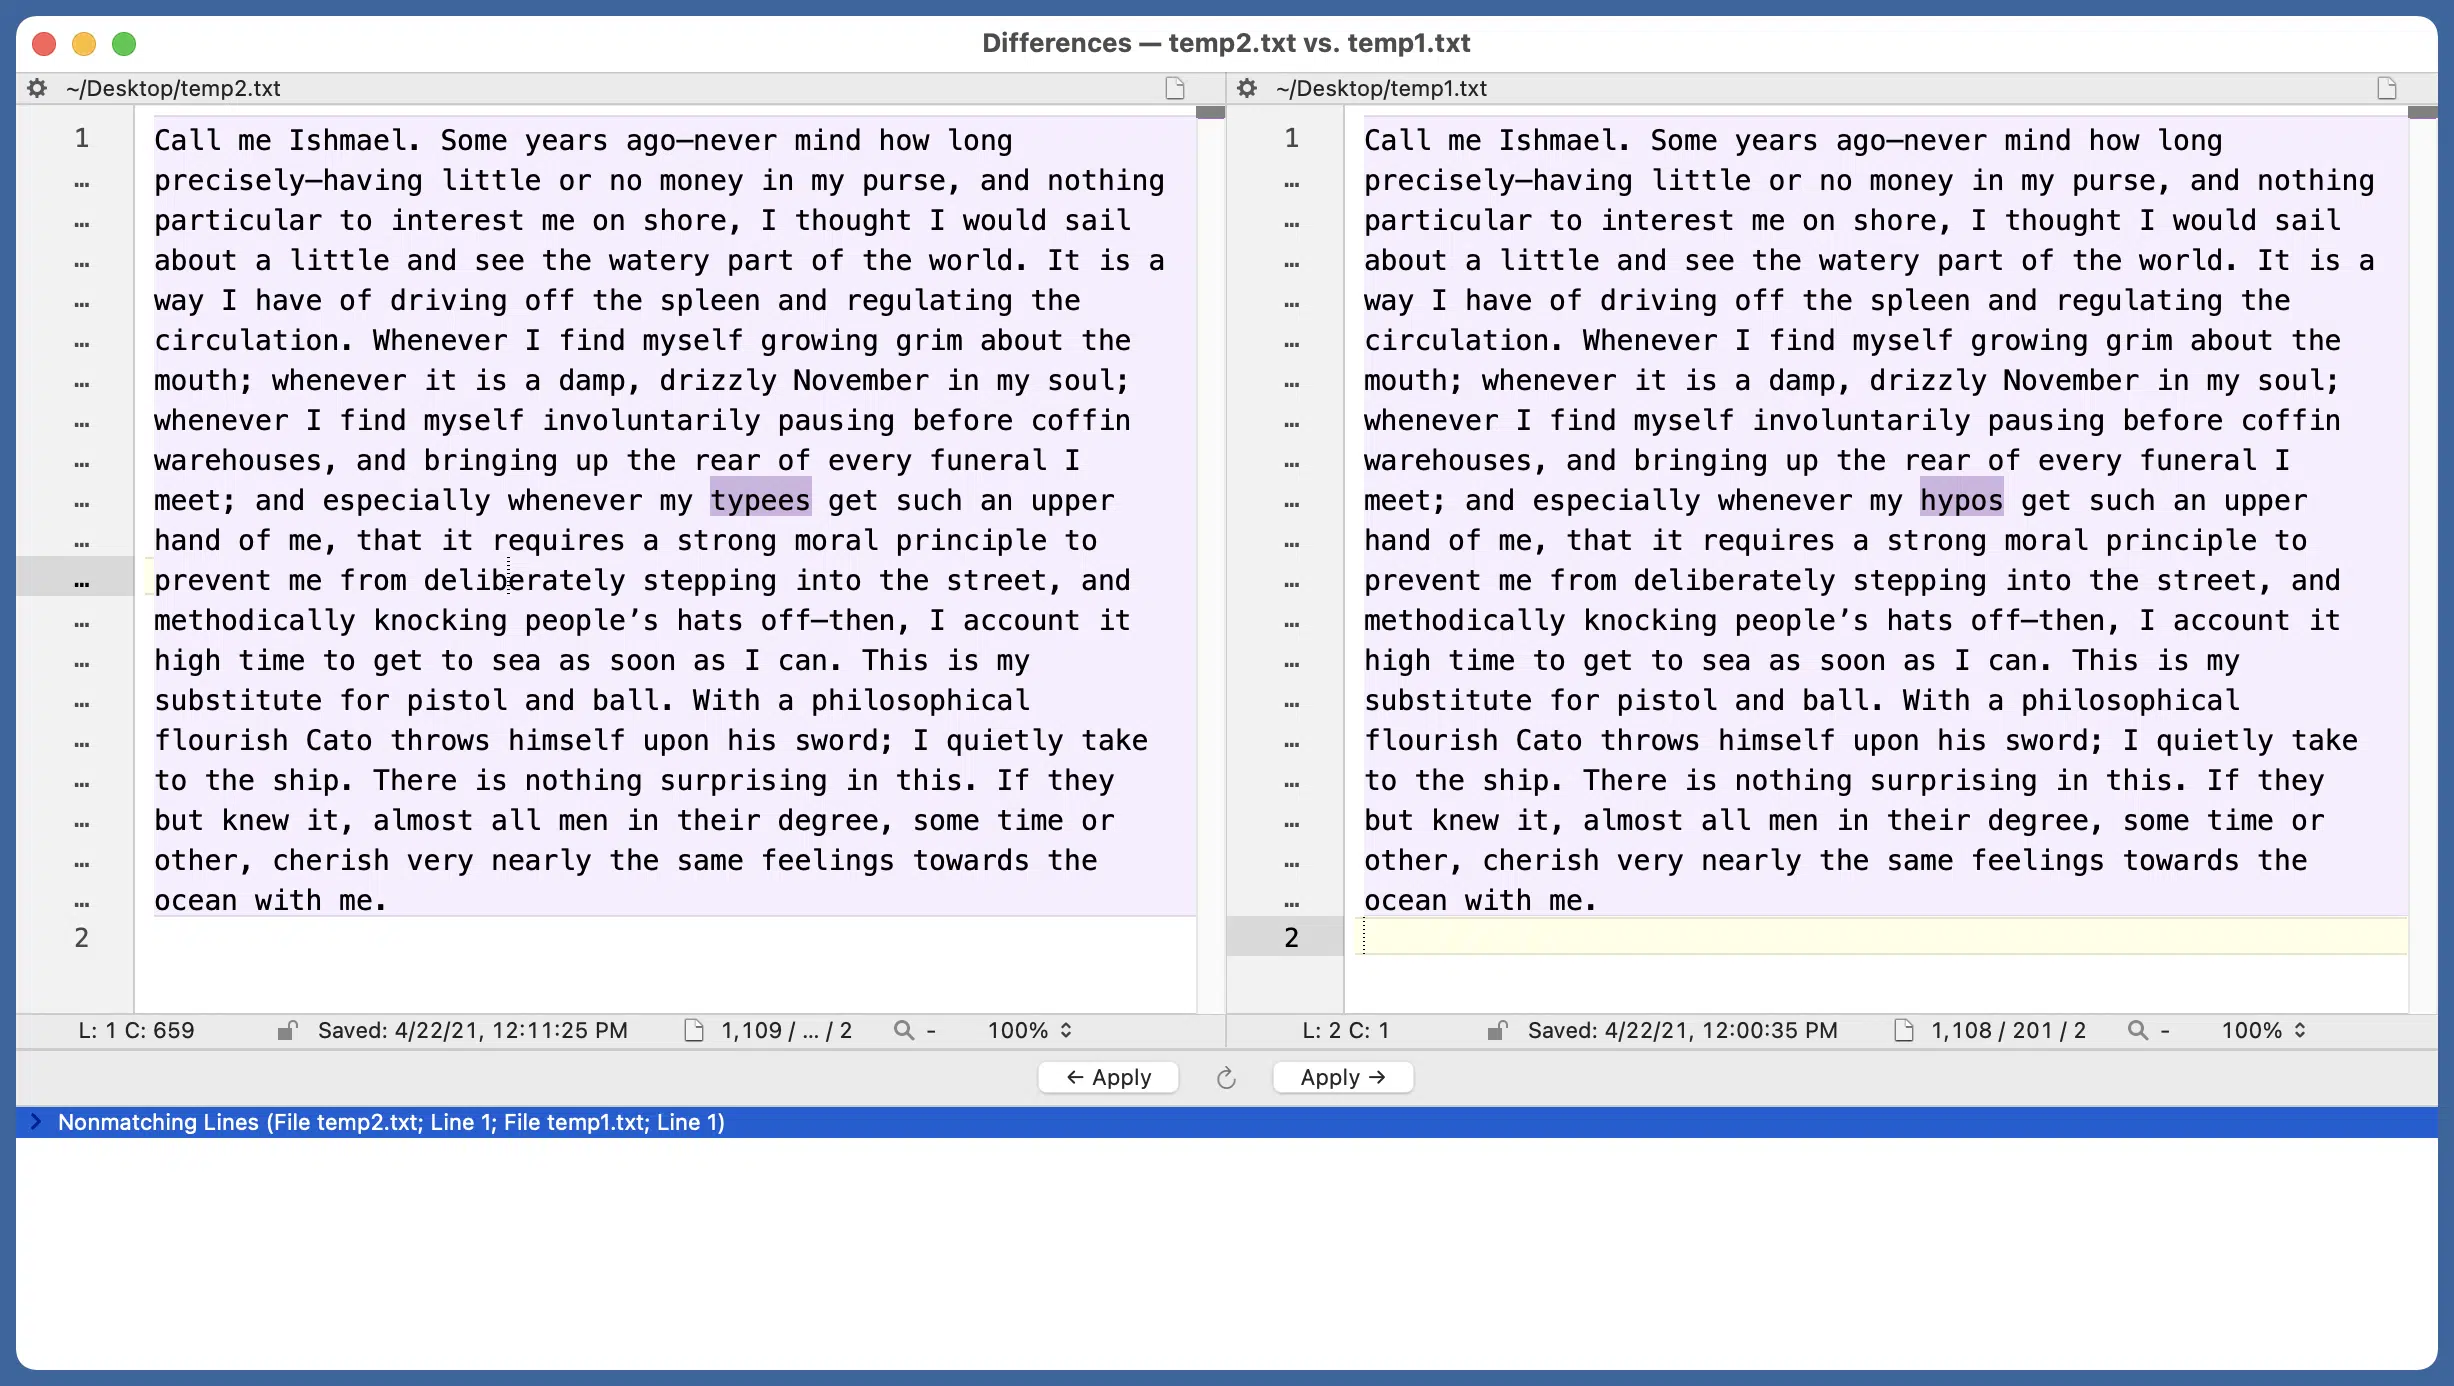 Differences — temp2.txt vs. temp1.txt
~/Desktop/temp2.txt
1
Call me Ishmael. Some years ago—never mind how long
precisely—having little or no money in my purse, and nothing
particular to interest me on shore, I thought I would sail
about a little and see the watery part of the world. It is a
way I have of driving off the spleen and regulating the
circulation. Whenever I find myself growing grim about the
mouth; whenever it is a damp, drizzly November in my soul;
whenever I find myself involuntarily pausing before coffin
warehouses, and bringing up the rear of every funeral I
meet; and especially whenever my typees get such an upper
hand of me, that it requires a strong moral principle to
prevent me from deliberately stepping into the street, and
methodically knocking people’s hats off—then, I account it
high time to get to sea as soon as I can. This is my
substitute for pistol and ball. With a philosophical
flourish Cato throws himself upon his sword; I quietly take
to the ship. There is nothing surprising in this. If they
but knew it, almost all men in their degree, some time or
other, cherish very nearly the same feelings towards the
ocean with me.
2
L: 1 C: 659 Saved: 4/22/21, 12:11:25 PM 1,109 / … / 2 - 100%
~/Desktop/temp1.txt
1
Call me Ishmael. Some years ago—never mind how long
precisely—having little or no money in my purse, and nothing
particular to interest me on shore, I thought I would sail
about a little and see the watery part of the world. It is a
way I have of driving off the spleen and regulating the
circulation. Whenever I find myself growing grim about the
mouth; whenever it is a damp, drizzly November in my soul;
whenever I find myself involuntarily pausing before coffin
warehouses, and bringing up the rear of every funeral I
meet; and especially whenever my hypos get such an upper
hand of me, that it requires a strong moral principle to
prevent me from deliberately stepping into the street, and
methodically knocking people’s hats off—then, I account it
high time to get to sea as soon as I can. This is my
substitute for pistol and ball. With a philosophical
flourish Cato throws himself upon his sword; I quietly take
to the ship. There is nothing surprising in this. If they
but knew it, almost all men in their degree, some time or
other, cherish very nearly the same feelings towards the
ocean with me.
2
L: 2 C: 1 Saved: 4/22/21, 12:00:35 PM 1,108 / 201 / 2 - 100%
← Apply Apply →
Nonmatching Lines (File temp2.txt; Line 1; File temp1.txt; Line 1)